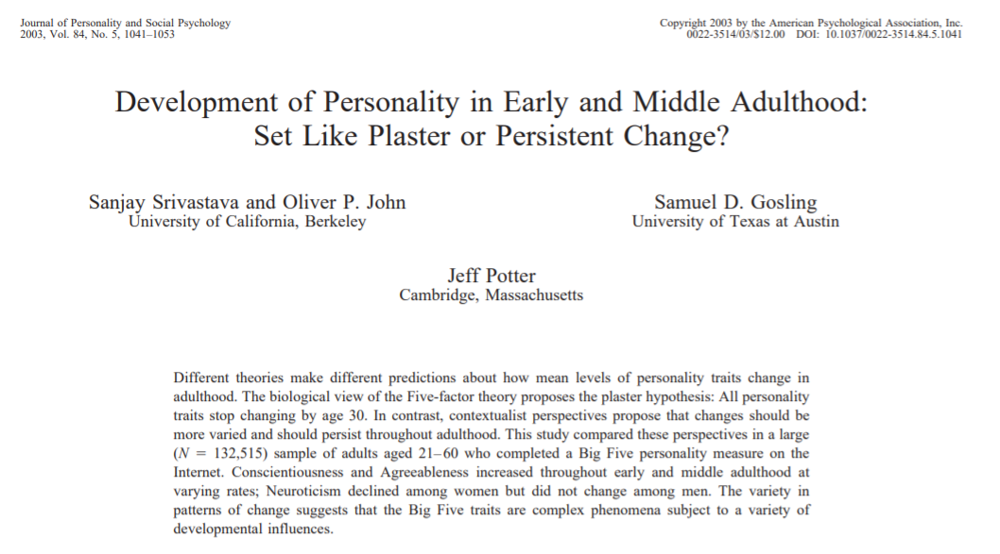 Journal of Personality and Social Psychology
2003, Vol. 84, No. 5, 1041–1053
Copyright 2003 by the American Psychological Association, Inc.
0022-3514/03/$12.00 DOI: 10.1037/0022-3514.84.5.1041
Development of Personality in Early and Middle Adulthood:
Set Like Plaster or Persistent Change?
Sanjay Srivastava and Oliver P. John
University of California, Berkeley
Samuel D. Gosling
University of Texas at Austin
Jeff Potter
Cambridge, Massachusetts
Different theories make different predictions about how mean levels of personality traits change in
adulthood. The biological view of the Five-factor theory proposes the plaster hypothesis: All personality
traits stop changing by age 30. In contrast, contextualist perspectives propose that changes should be
more varied and should persist throughout adulthood. This study compared these perspectives in a large
(N = 132,515) sample of adults aged 21–60 who completed a Big Five personality measure on the
Internet. Conscientiousness and Agreeableness increased throughout early and middle adulthood at
varying rates; Neuroticism declined among women but did not change among men. The variety in
patterns of change suggests that the Big Five traits are complex phenomena subject to a variety of
developmental influences.